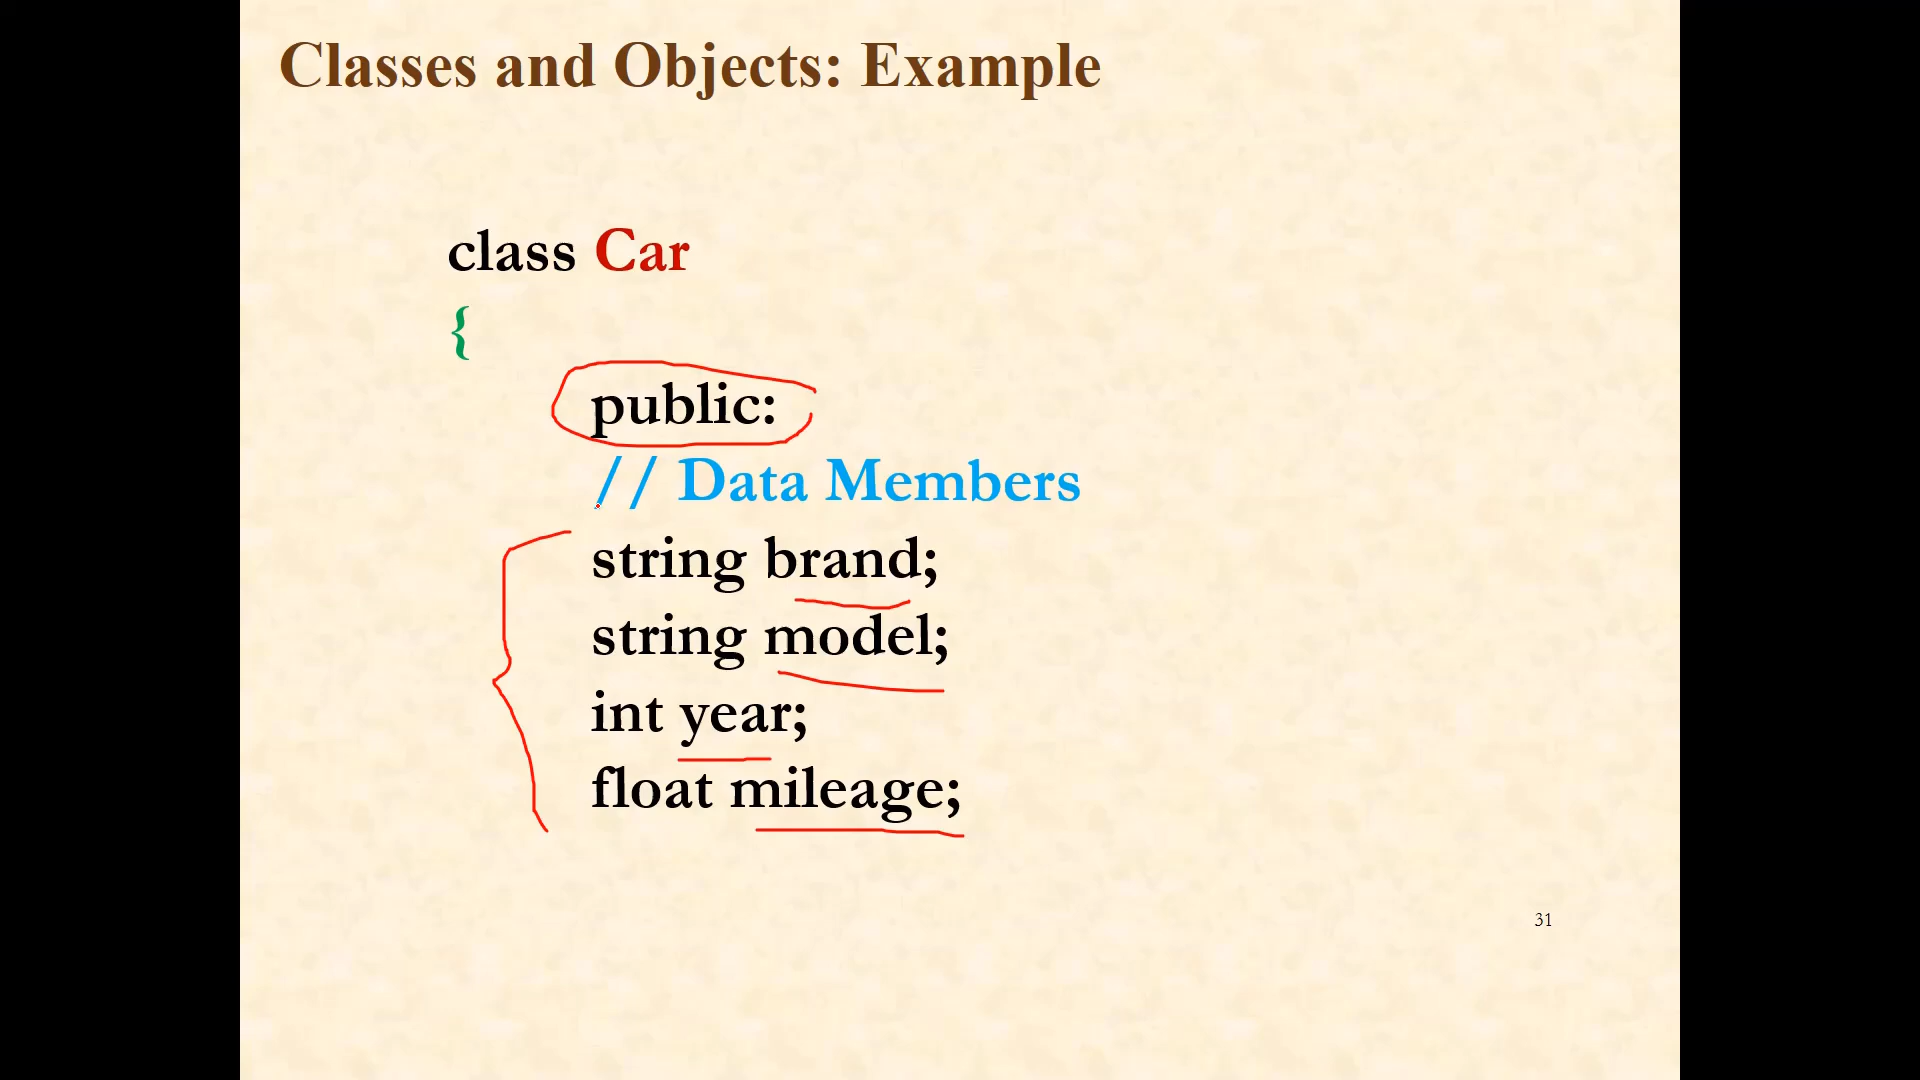 Classes and Objects: Example
class Car
{
public:
// Data Members
string brand;
string model;
int year;
float mileage;
31